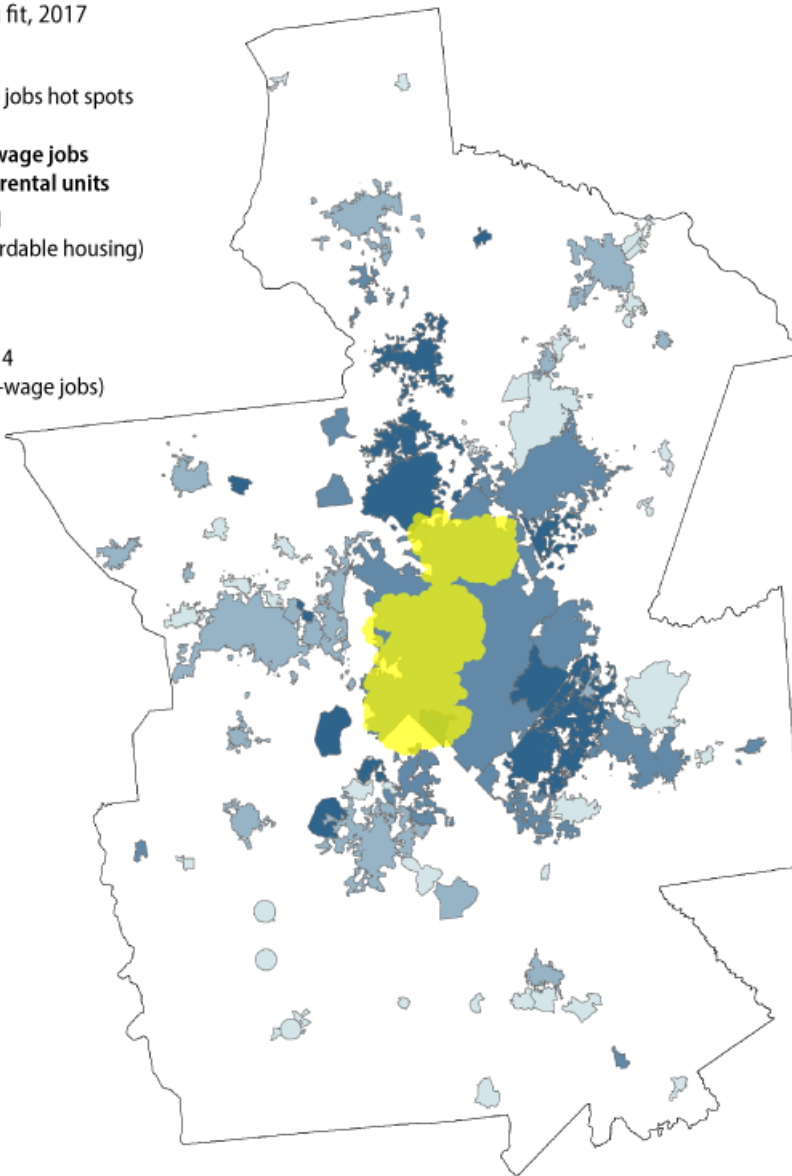 fit, 2017
jobs hot spots
wage jobs
rental units
rdable housing)
4
-wage jobs)